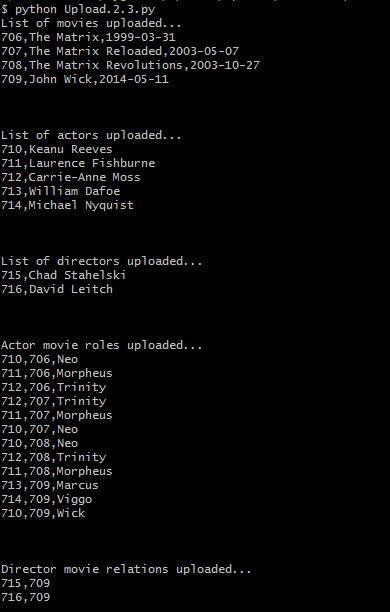 $ python Upload.2.3.py
List of movies uploaded...
706,The Matrix,1999-03-31
707,The Matrix Reloaded,2003-05-07
708,The Matrix Revolutions,2003-10-27
709,John Wick,2014-05-11
List of actors uploaded...
710,Keanu Reeves
711,Laurence Fishburne
712,Carrie-Anne Moss
713,William Dafoe
714,Michael Nyquist
List of directors uploaded...
715,Chad Stahelski
716,David Leitch
Actor movie roles uploaded...
710,706,Neo
711,706,Morpheus
712,706,Trinity
712,707,Trinity
711,707,Morpheus
710,707,Neo
710,708,Neo
712,708,Trinity
711,708,Morpheus
713,709,Marcus
714,709,Viggo
710,709,Wick
Director movie relations uploaded...
715,709
716,709